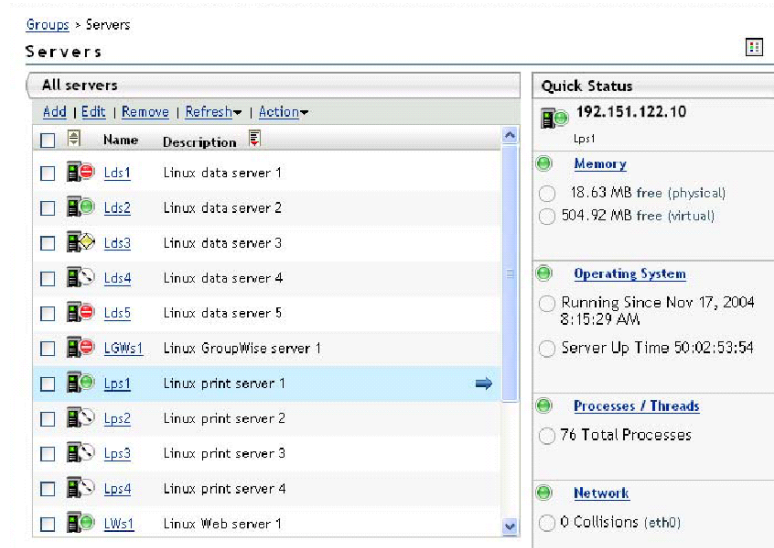 Groups > Servers
Servers
All servers
Add | Edit | Remove | Refresh | Action
Name Description
Lds1 Linux data server 1
Lds2 Linux data server 2
Lds3 Linux data server 3
Lds4 Linux data server 4
Lds5 Linux data server 5
LGWs1 Linux GroupWise server 1
Lps1 Linux print server 1
Lps2 Linux print server 2
Lps3 Linux print server 3
Lps4 Linux print server 4
LWs1 Linux Web server 1
Quick Status
192.151.122.10
Lps1
Memory
18.63 MB free (physical)
504.92 MB free (virtual)
Operating System
Running Since Nov 17, 2004
8:15:29 AM
Server Up Time 50:02:53:54
Processes / Threads
76 Total Processes
Network
0 Collisions (eth0)